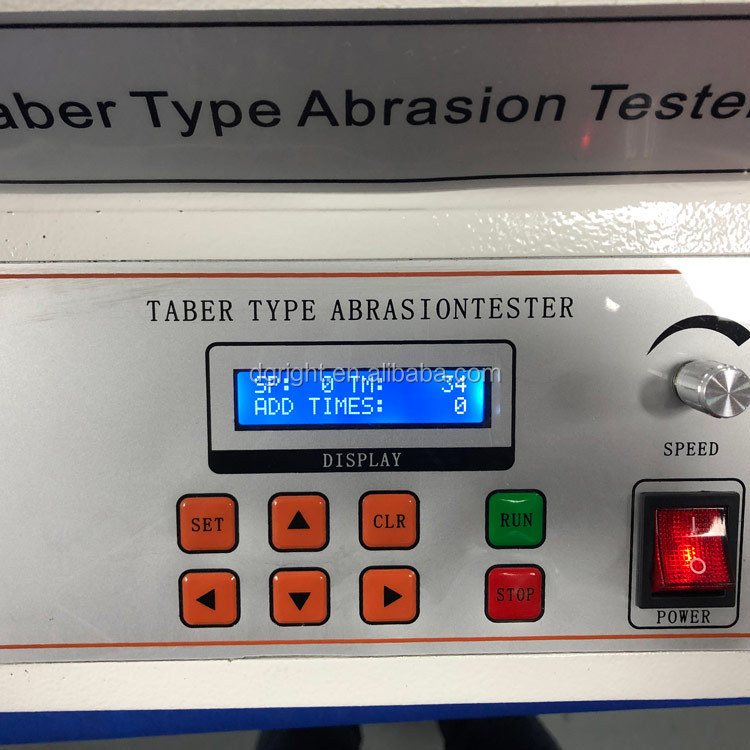 aber Type Abrasion Tester
TABER TYPE ABRASIONTESTER
dgright.en.alibaba.com
SP: 0 TM: 34
ADD TIMES: 0
DISPLAY
SPEED
SET
CLR
RUN
STOP
POWER